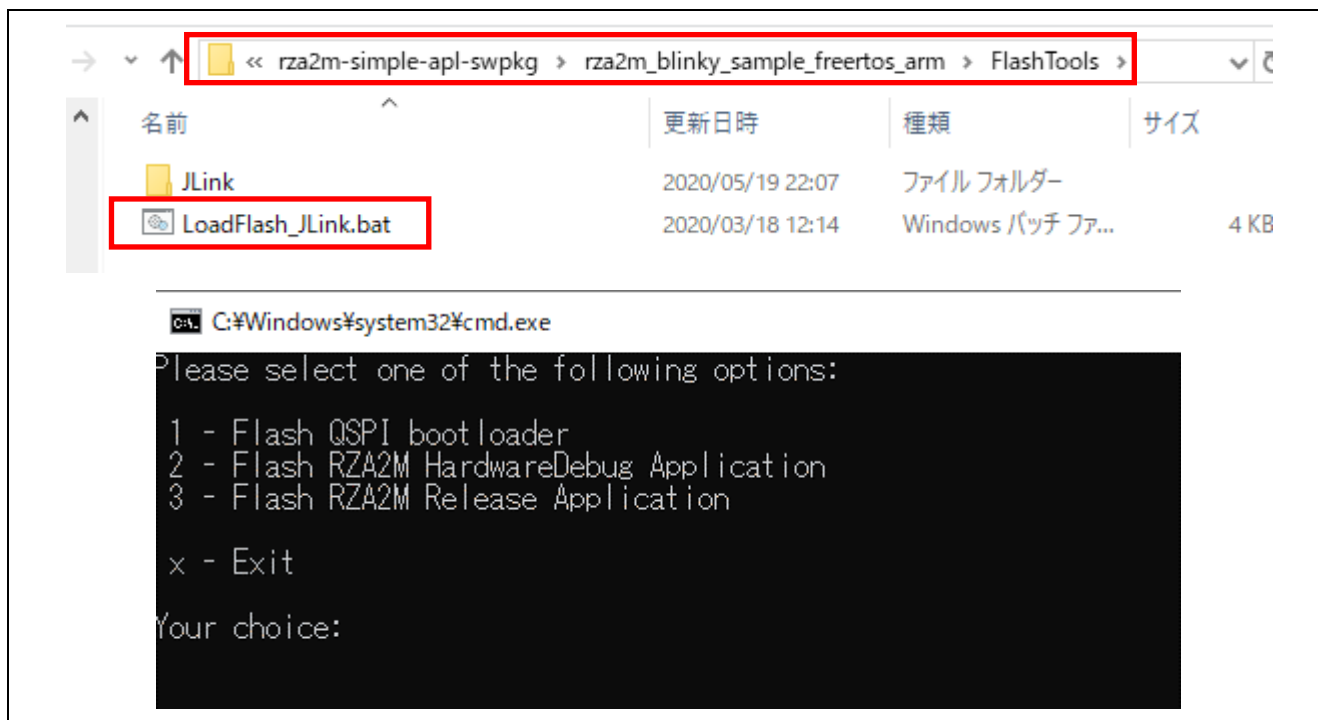 « rza2m-simple-apl-swpkg > rza2m_blinky_sample_freertos_arm > FlashTools >
名前 更新日時 種類 サイズ
JLink 2020/05/19 22:07 ファイル フォルダー
LoadFlash_JLink.bat 2020/03/18 12:14 Windows バッチ ファ... 4 KB
C:¥Windows¥system32¥cmd.exe
Please select one of the following options:
1 - Flash QSPI bootloader
2 - Flash RZA2M HardwareDebug Application
3 - Flash RZA2M Release Application
x - Exit
Your choice: